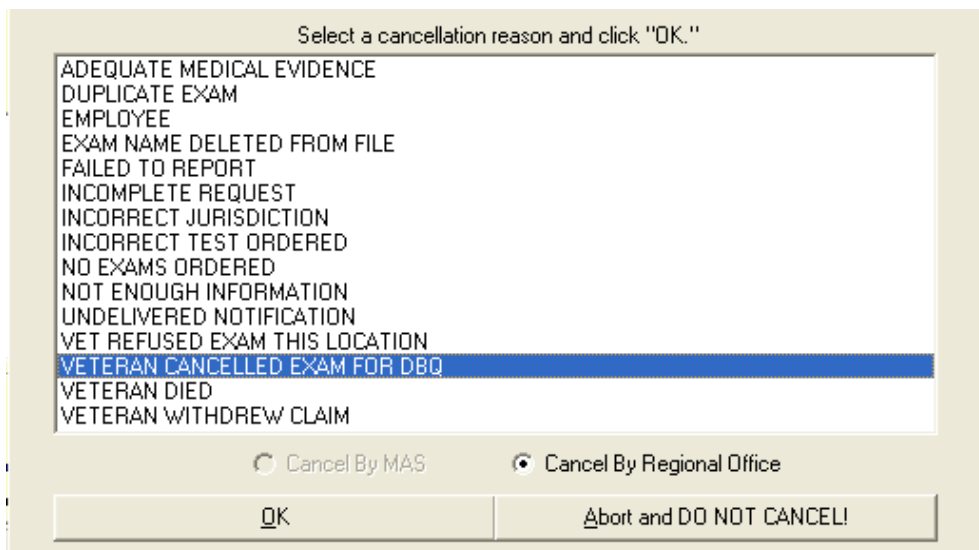 Select a cancellation reason and click "OK."
ADEQUATE MEDICAL EVIDENCE
DUPLICATE EXAM
EMPLOYEE
EXAM NAME DELETED FROM FILE
FAILED TO REPORT
INCOMPLETE REQUEST
INCORRECT JURISDICTION
INCORRECT TEST ORDERED
NO EXAMS ORDERED
NOT ENOUGH INFORMATION
UNDELIVERED NOTIFICATION
VET REFUSED EXAM THIS LOCATION
VETERAN CANCELLED EXAM FOR DBQ
VETERAN DIED
VETERAN WITHDREW CLAIM
Cancel By MAS Cancel By Regional Office
OK Abort and DO NOT CANCEL!